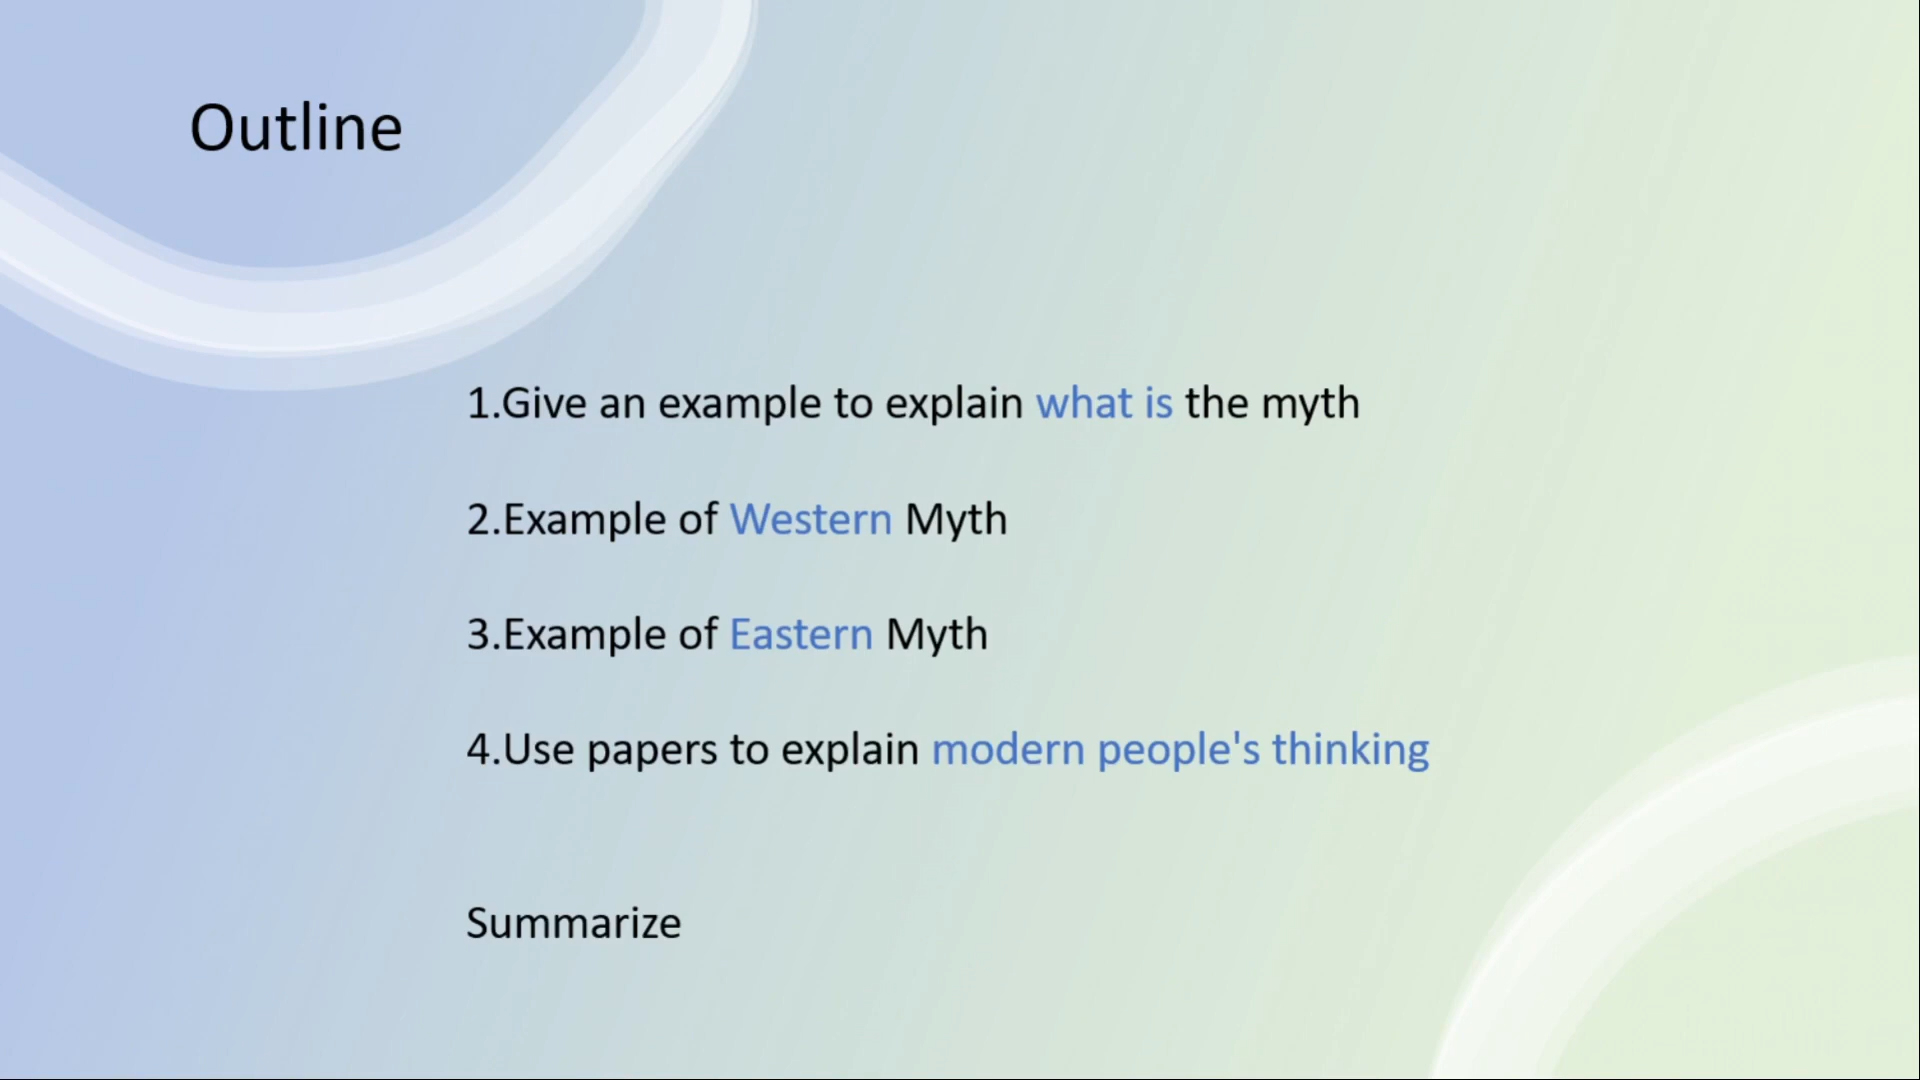 Outline
1.Give an example to explain what is the myth
2.Example of Western Myth
3.Example of Eastern Myth
4.Use papers to explain modern people's thinking
Summarize